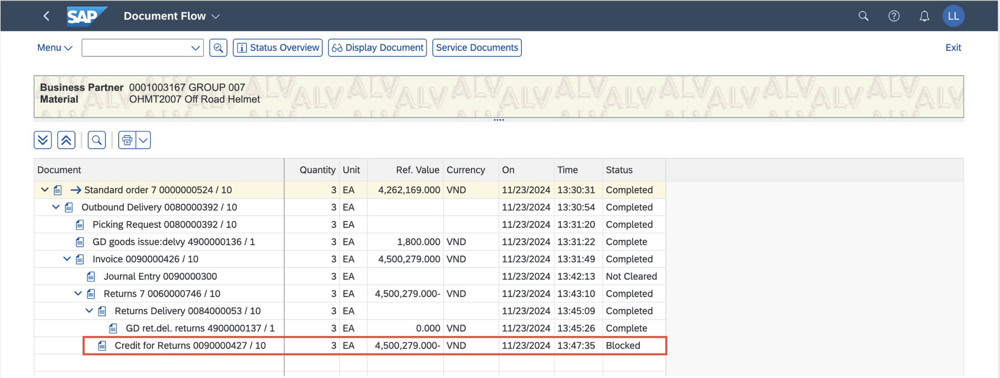 SAP Document Flow LL
Menu Status Overview Display Document Service Documents Exit
Business Partner 0001003167 GROUP 007
Material OHMT2007 Off Road Helmet
Document Quantity Unit Ref. Value Currency On Time Status
Standard order 7 0000000524 / 10 3 EA 4,262,169.000 VND 11/23/2024 13:30:31 Completed
Outbound Delivery 0080000392 / 10 3 EA 11/23/2024 13:30:54 Completed
Picking Request 0080000392 / 10 3 EA 11/23/2024 13:31:20 Completed
GD goods issue:delvy 4900000136 / 1 3 EA 1,800.000 VND 11/23/2024 13:31:22 Complete
Invoice 0090000426 / 10 3 EA 4,500,279.000 VND 11/23/2024 13:31:49 Completed
Journal Entry 0090000300 3 EA 11/23/2024 13:42:13 Not Cleared
Returns 7 0060000746 / 10 3 EA 4,500,279.000- VND 11/23/2024 13:43:10 Completed
Returns Delivery 0084000053 / 10 3 EA 11/23/2024 13:45:09 Completed
GD ret.del. returns 4900000137 / 1 3 EA 0.000 VND 11/23/2024 13:45:26 Complete
Credit for Returns 0090000427 / 10 3 EA 4,500,279.000- VND 11/23/2024 13:47:35 Blocked